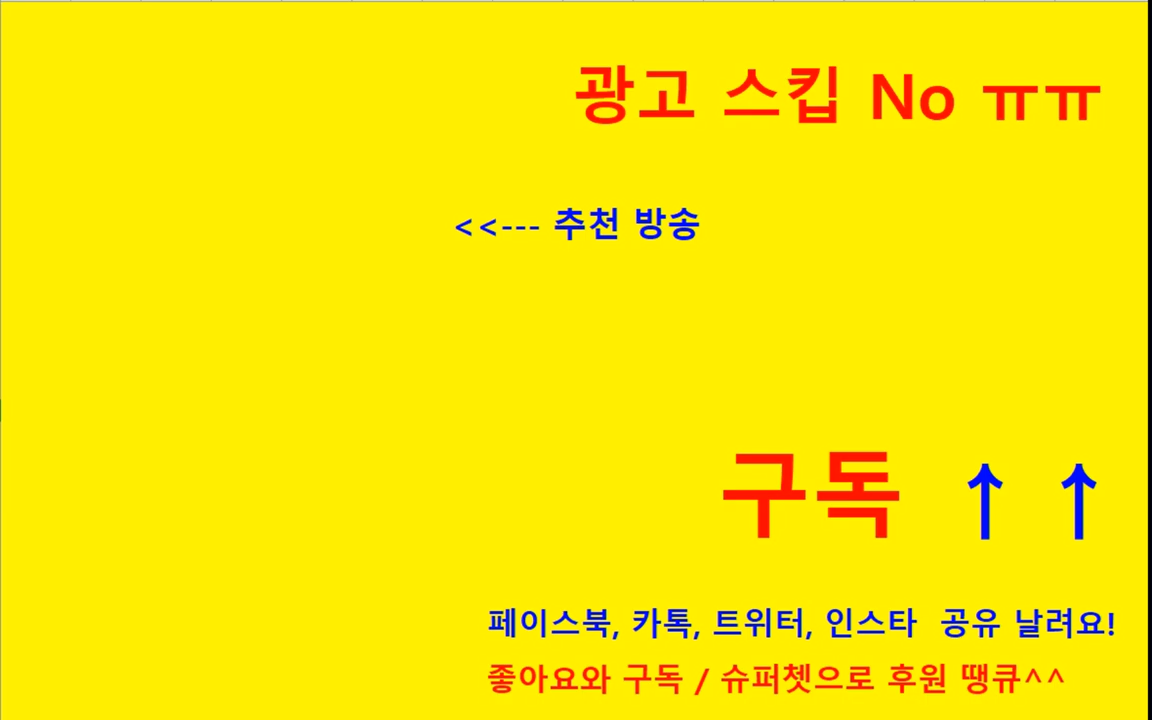 광고 스킵 No ㅠㅠ
<<--- 추천 방송
구독 ↑ ↑
페이스북, 카톡, 트위터, 인스타 공유 날려요!
좋아요와 구독 / 슈퍼쳇으로 후원 땡큐^^